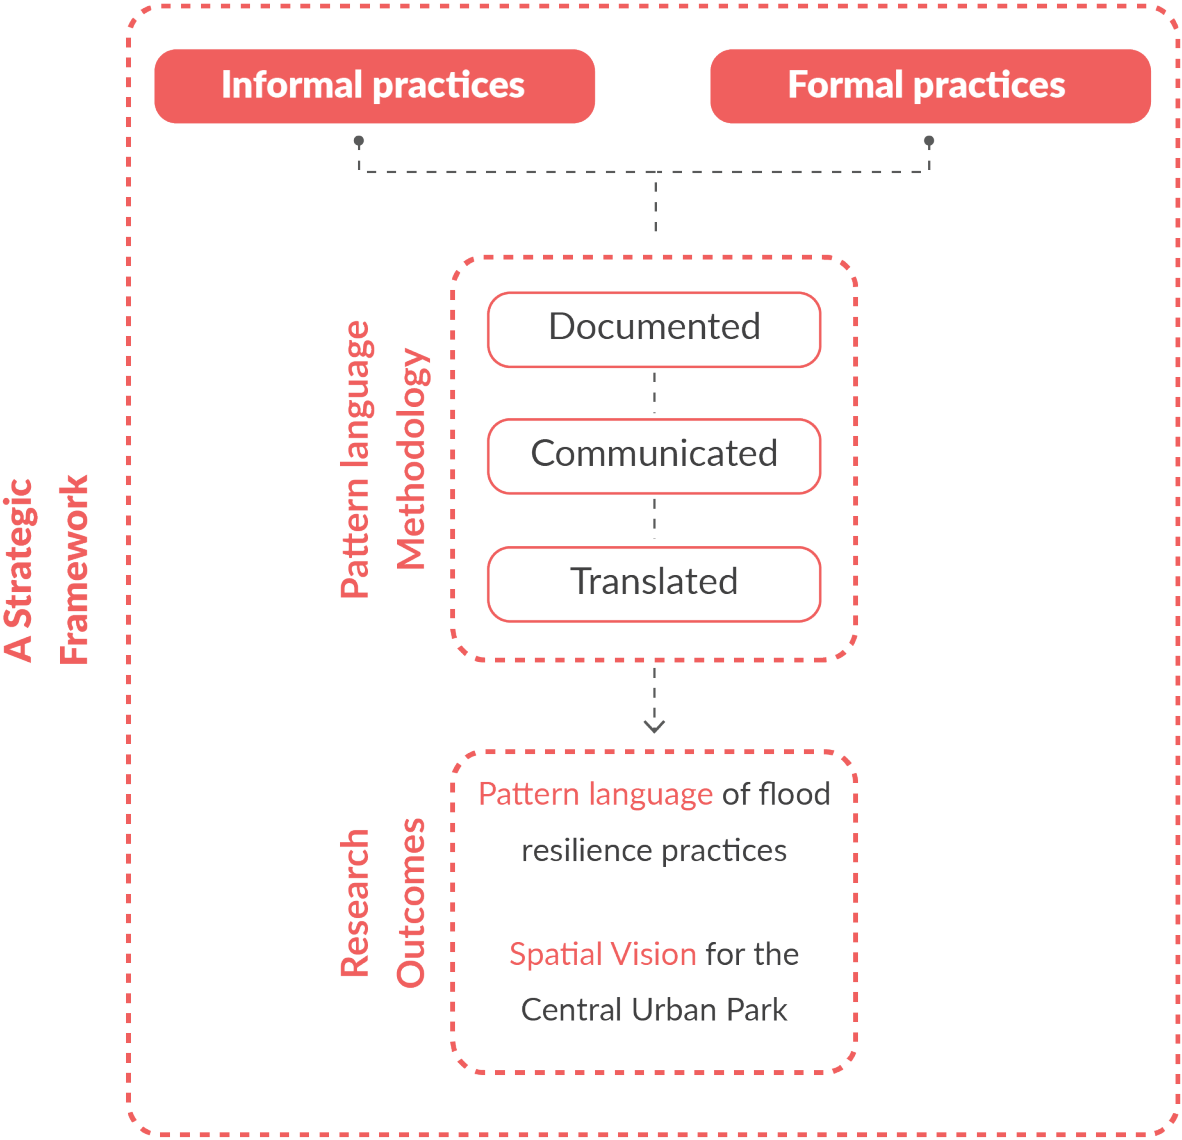 Informal practices
Formal practices
A Strategic
Framework
Pattern language
Methodology
Documented
Communicated
Translated
Research
Outcomes
Pattern language of flood
resilience practices
Spatial Vision for the
Central Urban Park